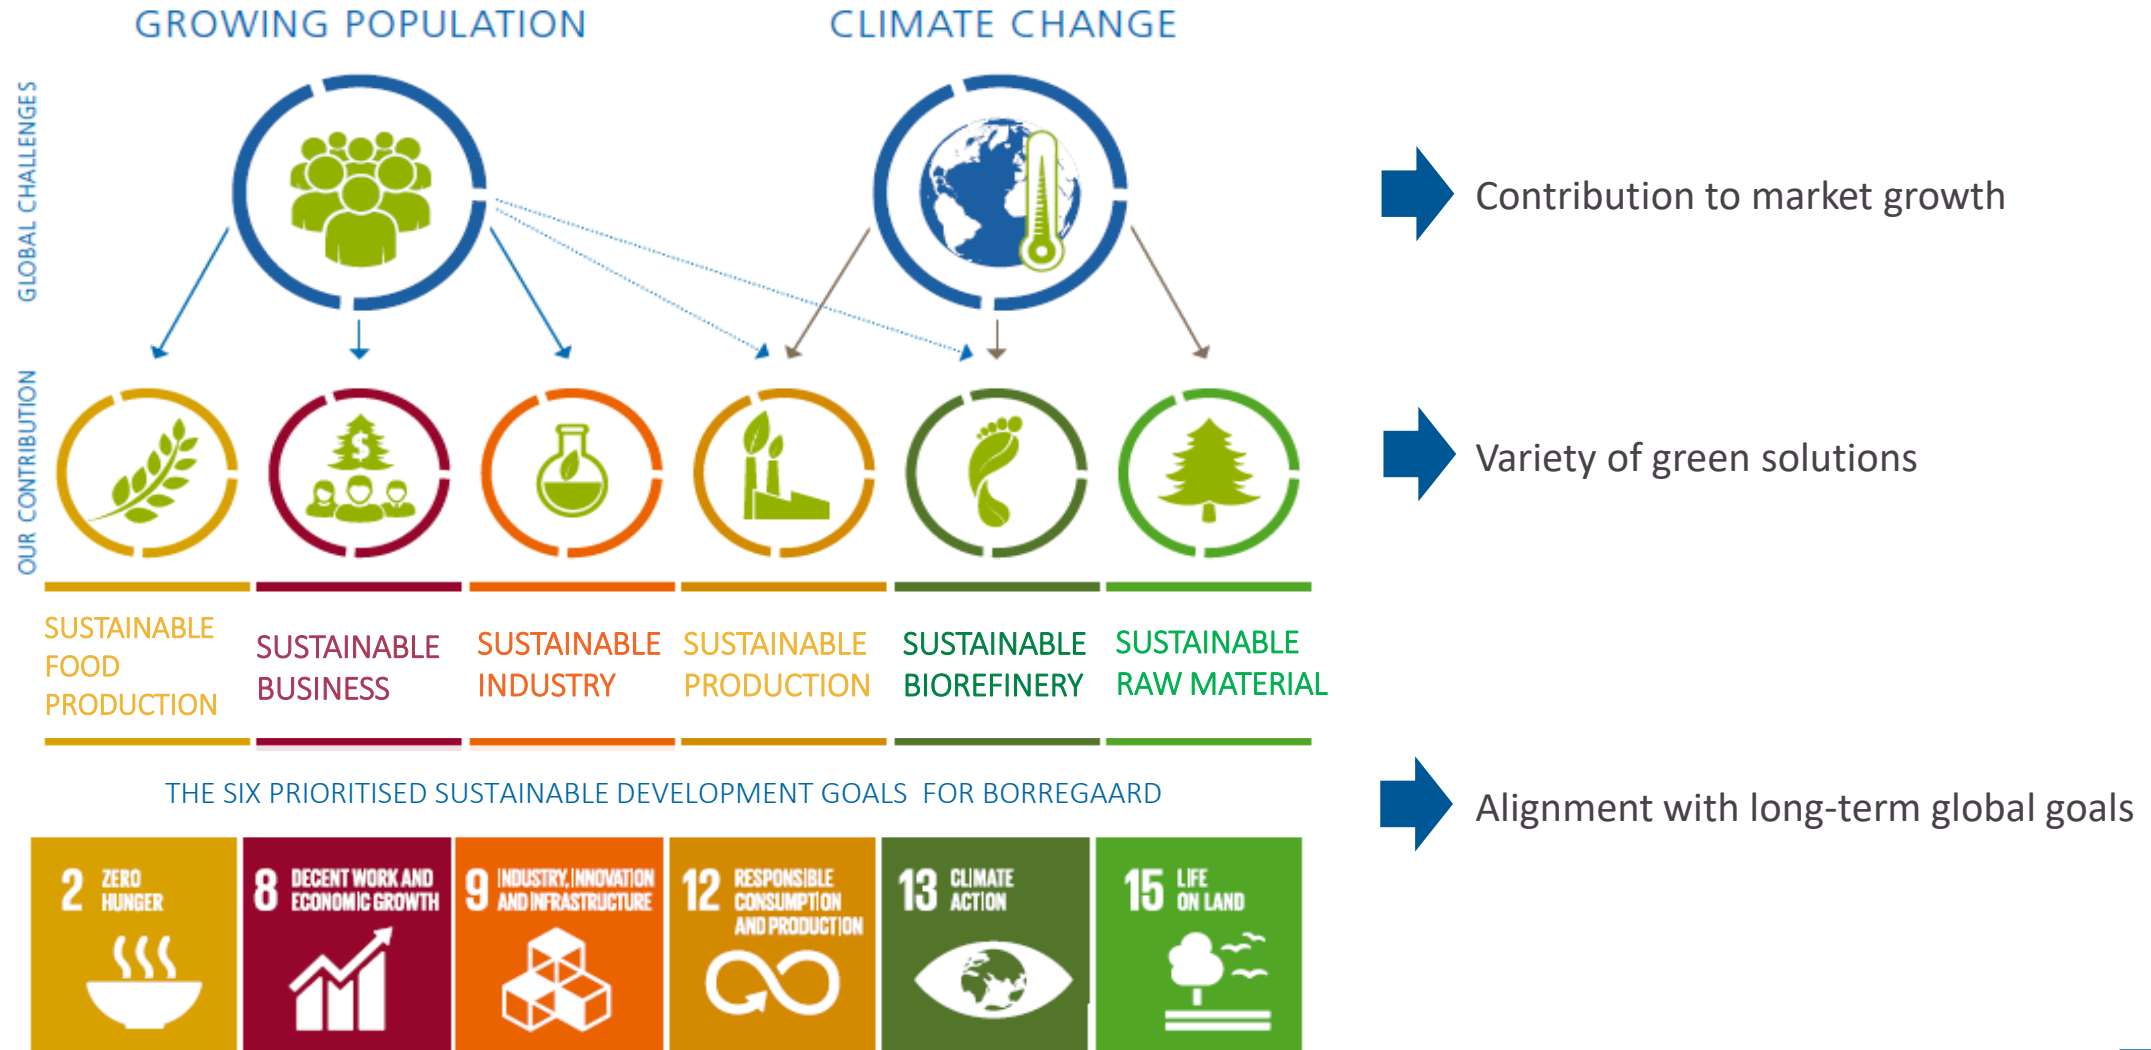 GROWING POPULATION
CLIMATE CHANGE
GLOBAL CHALLENGES
Contribution to market growth
OUR CONTRIBUTION
$
Variety of green solutions
SUSTAINABLE
FOOD
PRODUCTION
SUSTAINABLE
BUSINESS
SUSTAINABLE
INDUSTRY
SUSTAINABLE
PRODUCTION
SUSTAINABLE
BIOREFINERY
SUSTAINABLE
RAW MATERIAL
THE SIX PRIORITISED SUSTAINABLE DEVELOPMENT GOALS FOR BORREGAARD
Alignment with long-term global goals
2 ZERO
HUNGER
8 DECENT WORK AND
ECONOMIC GROWTH
9 INDUSTRY, INNOVATION
AND INFRASTRUCTURE
12 RESPONSIBLE
CONSUMPTION
AND PRODUCTION
13 CLIMATE
ACTION
15 LIFE
ON LAND